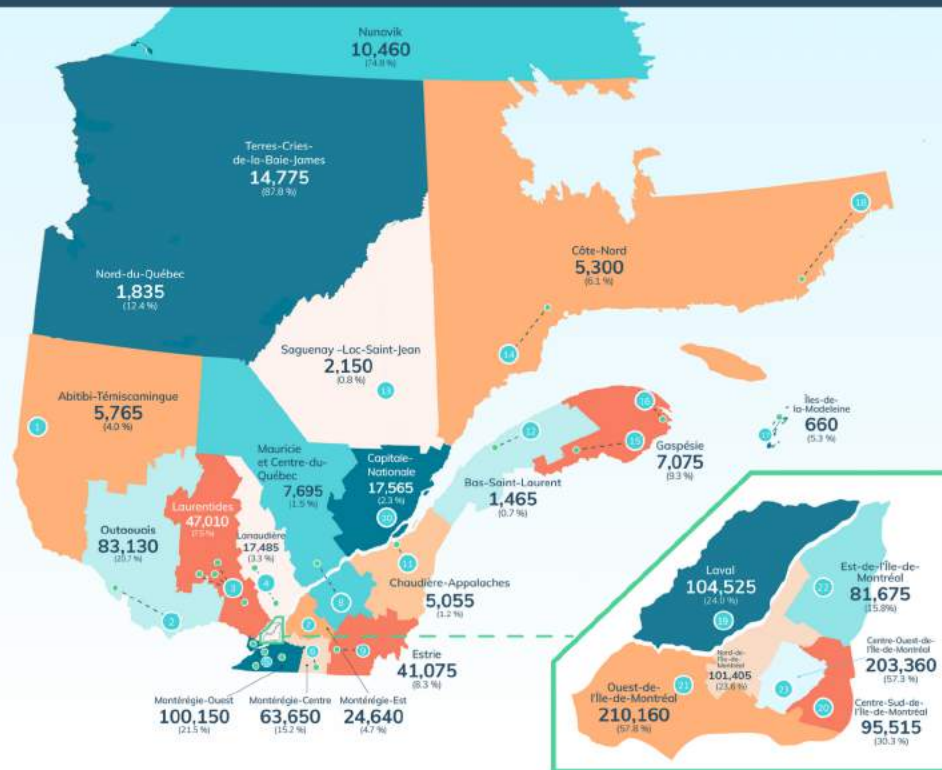 Nunavik
10,460
(74.8 %)
Terres-Cries-
de-la-Baie-James
14,775
(87.8 %)
18
Côte-Nord
5,300
(6.1 %)
Nord-du-Québec
1,835
(12.4 %)
Saguenay –Lac-Saint-Jean
2,150
(0.8 %)
13
14
Abitibi-Témiscamingue
5,765
(4.0 %)
1
16
Îles-de-
la-Madeleine
660
(5.3 %)
17
12
15
Gaspésie
7,075
(9.3 %)
Mauricie
et Centre-du-
Québec
7,695
(1.5 %)
Capitale-
Nationale
17,565
(2.3 %)
10
Bas-Saint-Laurent
1,465
(0.7 %)
Laurentides
47,010
(7.5 %)
Outaouais
83,130
(20.7 %)
Lanaudière
17,485
(3.3 %)
11
Chaudière-Appalaches
5,055
(1.2 %)
3
4
8
2
7
6
9
Estrie
41,075
(8.3 %)
Montérégie-Ouest
100,150
(21.5 %)
Montérégie-Centre
63,650
(15.2 %)
Montérégie-Est
24,640
(4.7 %)
Laval
104,525
(24.0 %)
19
Est-de-l'Île-de-
Montréal
81,675
(15.8%)
22
Centre-Ouest-de-
l'Île-de-Montréal
203,360
(57.3 %)
Nord-de-
l'Île-de-
Montréal
101,405
(23.6 %)
23
Ouest-de-
l'Île-de-Montréal
210,160
(57.8 %)
21
20
Centre-Sud-de-
l'Île-de-Montréal
95,515
(30.3 %)